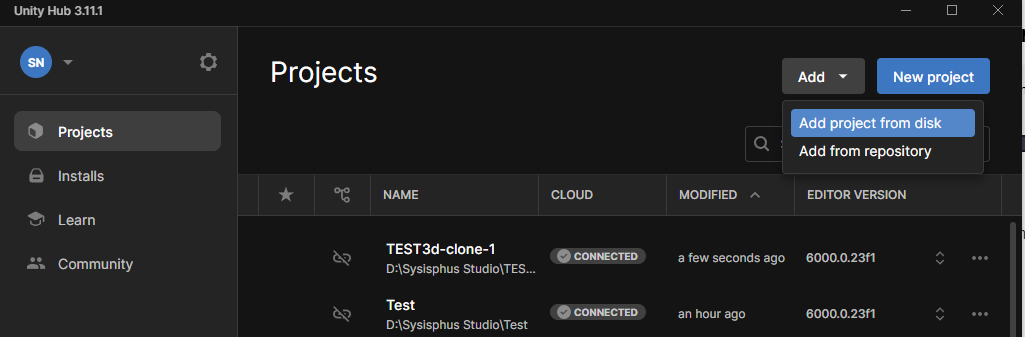 Unity Hub 3.11.1
SN
Projects
Installs
Learn
Community
Projects
Add
New project
Add project from disk
Add from repository
NAME
CLOUD
MODIFIED
EDITOR VERSION
TEST3d-clone-1
CONNECTED
a few seconds ago
6000.0.23f1
D:\Sysisphus Studio\TES...
Test
CONNECTED
an hour ago
6000.0.23f1
D:\Sysisphus Studio\Test